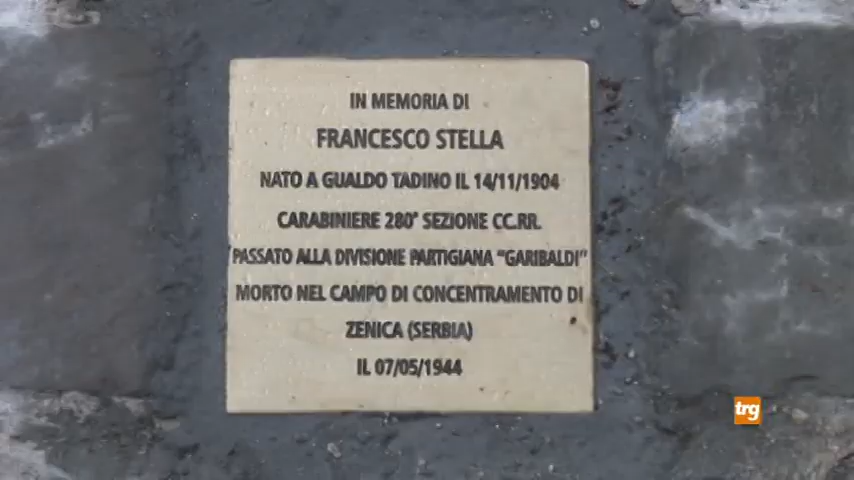 IN MEMORIA DI
FRANCESCO STELLA
NATO A GUALDO TADINO IL 14/11/1904
CARABINIERE 280° SEZIONE CC.RR.
PASSATO ALLA DIVISIONE PARTIGIANA "GARIBALDI"
MORTO NEL CAMPO DI CONCENTRAMENTO DI
ZENICA (SERBIA)
IL 07/05/1944
trg